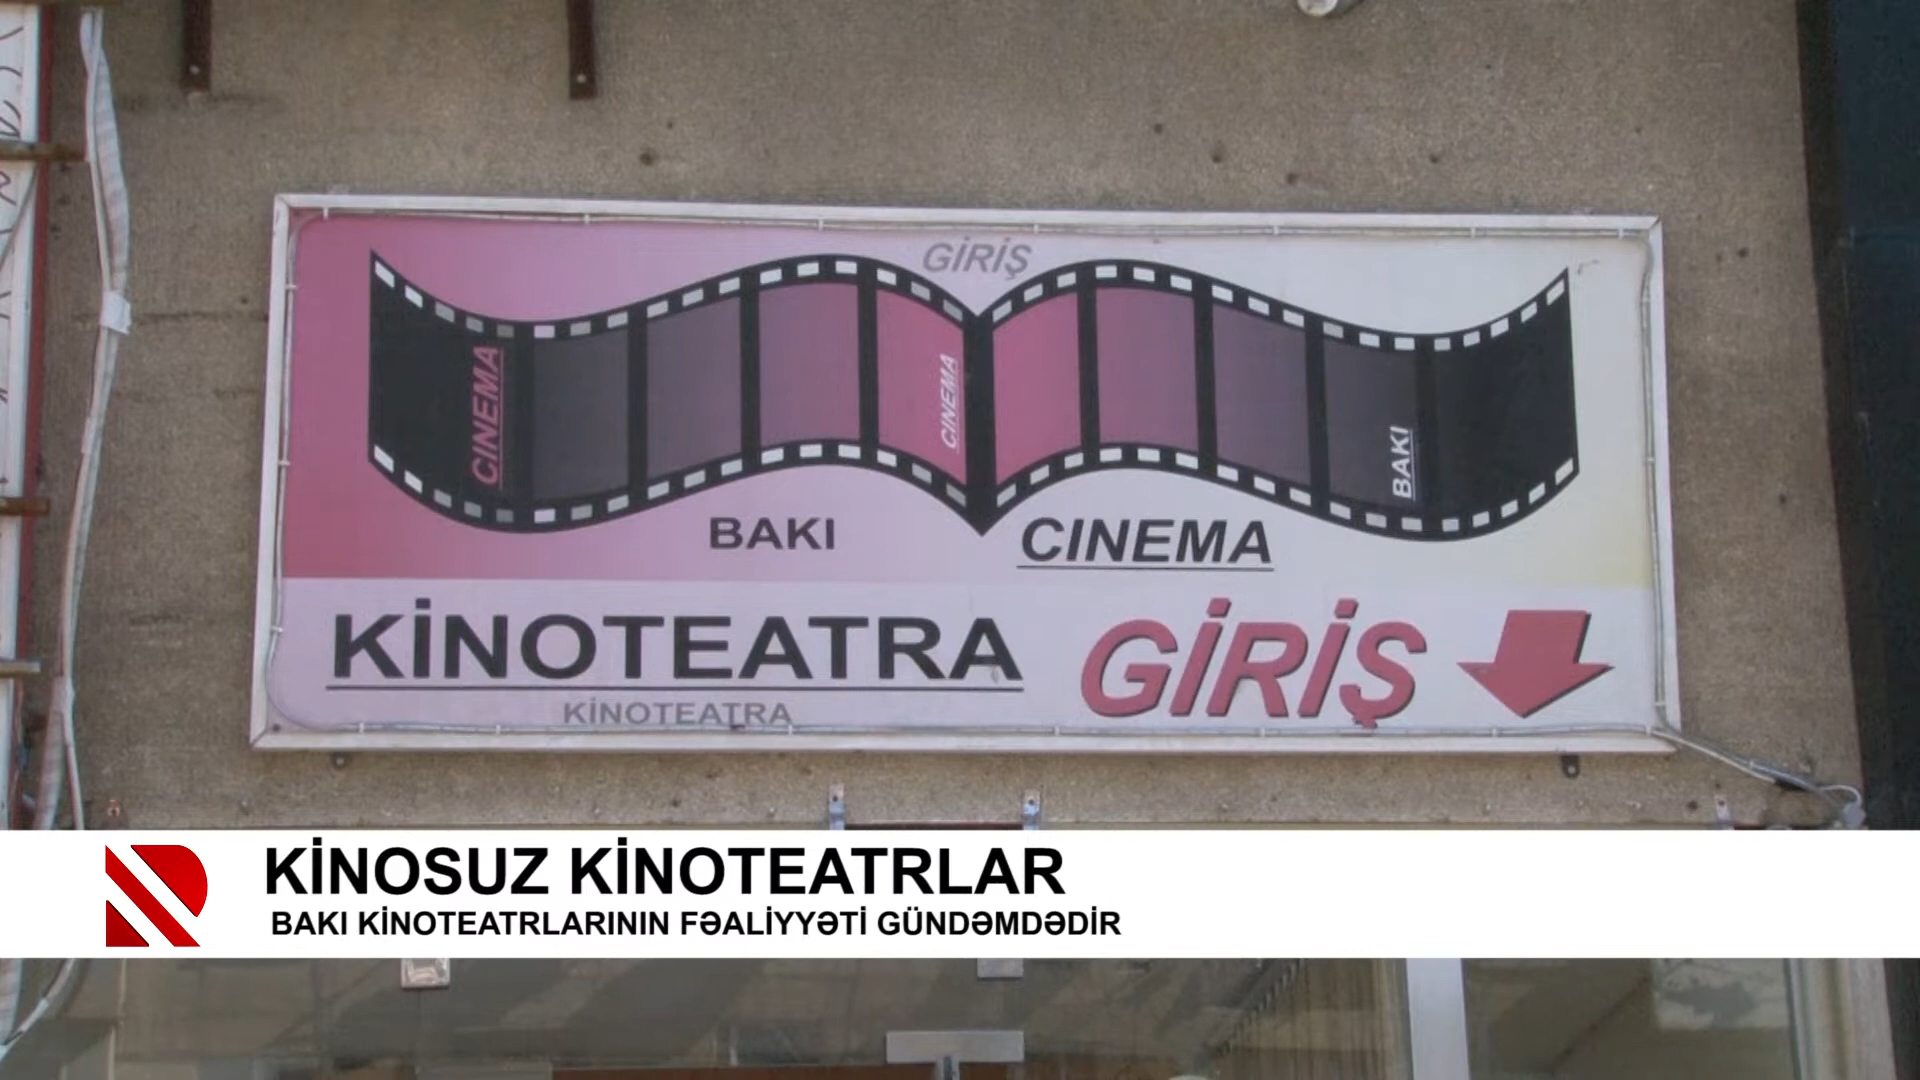 GİRİŞ
CINEMA
CINEMA
BAKI
BAKI
CINEMA
KİNOTEATRA
GİRİŞ
KİNOTEATRA
KİNOSUZ KİNOTEATRLAR
BAKI KİNOTEATRLARININ FƏALİYYƏTİ GÜNDƏMDƏDİR